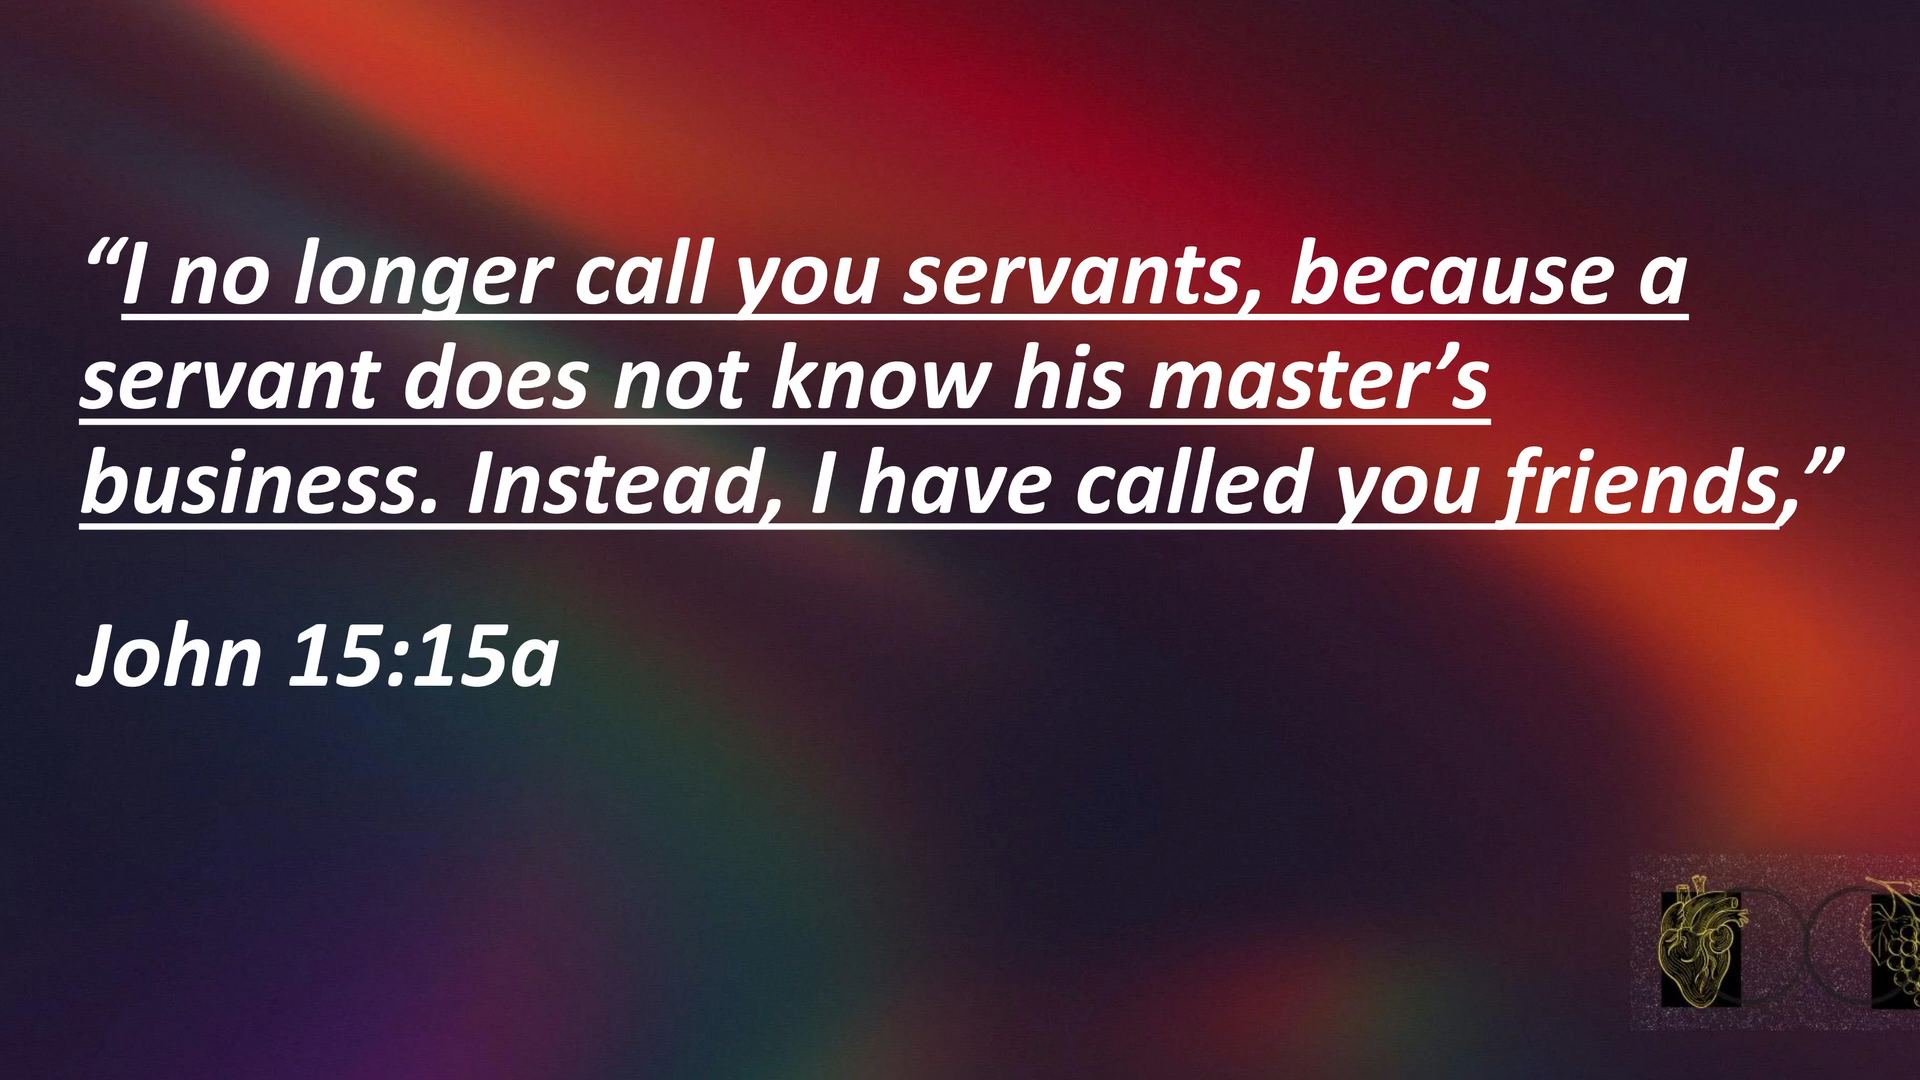 “I no longer call you servants, because a
servant does not know his master’s
business. Instead, I have called you friends,”
John 15:15a